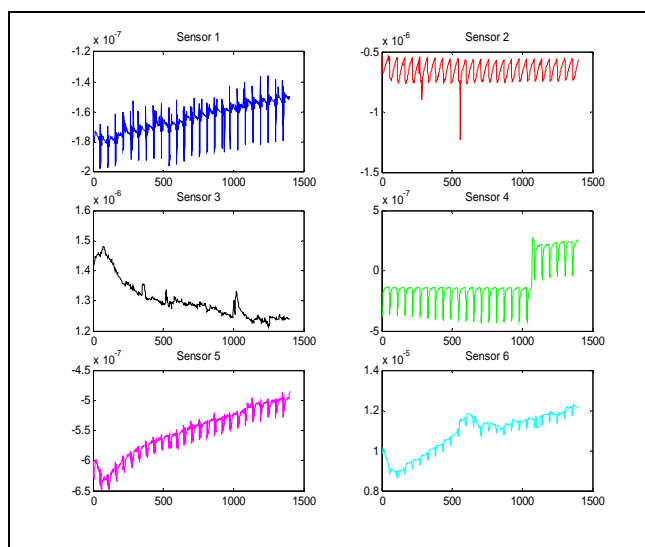 Sensor 1
x 10^-7
-1.2
-1.4
-1.6
-1.8
-2
0 500 1000 1500
Sensor 2
x 10^-6
-0.5
-1
-1.5
0 500 1000 1500
Sensor 3
x 10^-6
1.6
1.5
1.4
1.3
1.2
0 500 1000 1500
Sensor 4
x 10^-7
5
0
-5
0 500 1000 1500
Sensor 5
x 10^-7
-4.5
-5
-5.5
-6
-6.5
0 500 1000 1500
Sensor 6
x 10^-5
1.4
1.2
1
0.8
0 500 1000 1500